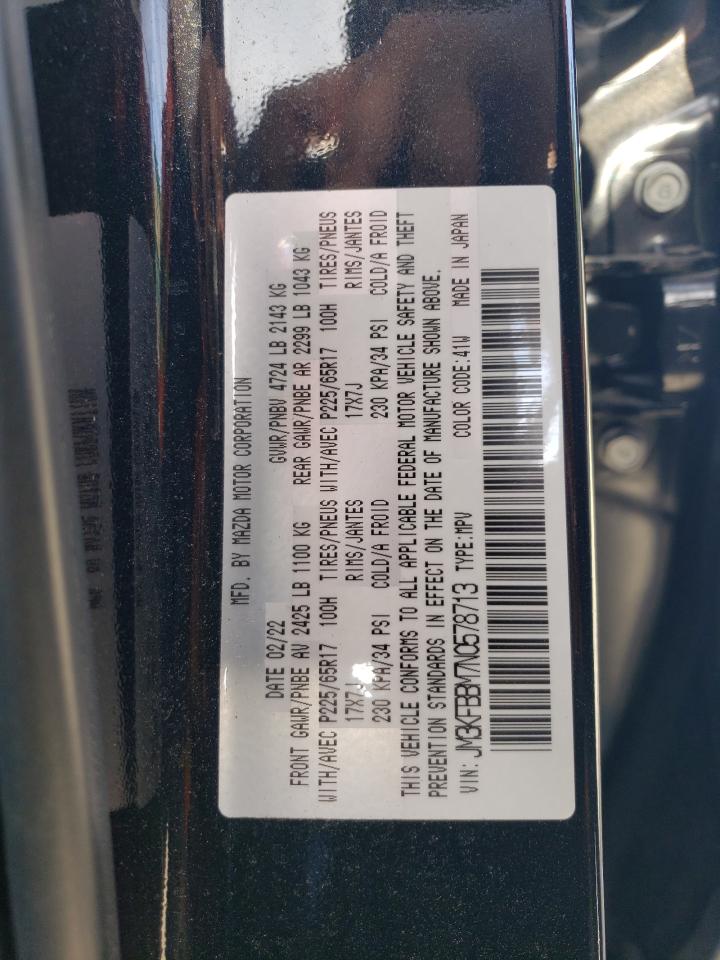 MFD. BY MAZDA MOTOR CORPORATION
DATE 02/22 GVWR/PNBV 4724 LB 2143 KG
FRONT GAWR/PNBE AV 2425 LB 1100 KG REAR GAWR/PNBE AR 2299 LB 1043 KG
WITH/AVEC P225/65R17 100H TIRES/PNEUS WITH/AVEC P225/65R17 100H TIRES/PNEUS
17X7J RIMS/JANTES 17X7J RIMS/JANTES
230 KPA/34 PSI COLD/A FROID 230 KPA/34 PSI COLD/A FROID
THIS VEHICLE CONFORMS TO ALL APPLICABLE FEDERAL MOTOR VEHICLE SAFETY AND THEFT
PREVENTION STANDARDS IN EFFECT ON THE DATE OF MANUFACTURE SHOWN ABOVE.
VIN: JM3KFBBM7N0578713 TYPE:MPV COLOR CODE:41W MADE IN JAPAN